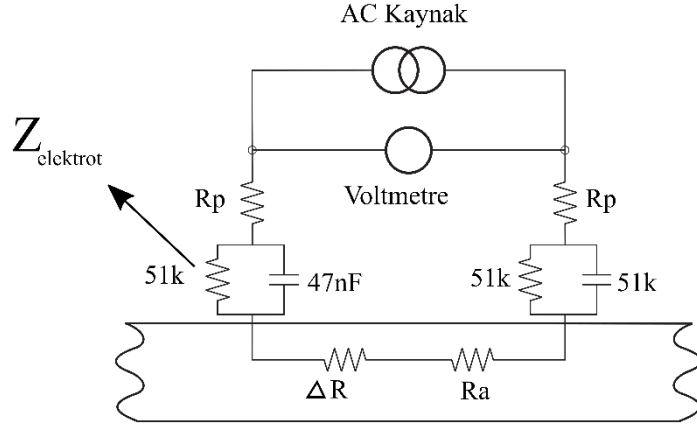 AC Kaynak
Z elektrot
Voltmetre
Rp
Rp
51k
47nF
51k
51k
ΔR
Ra